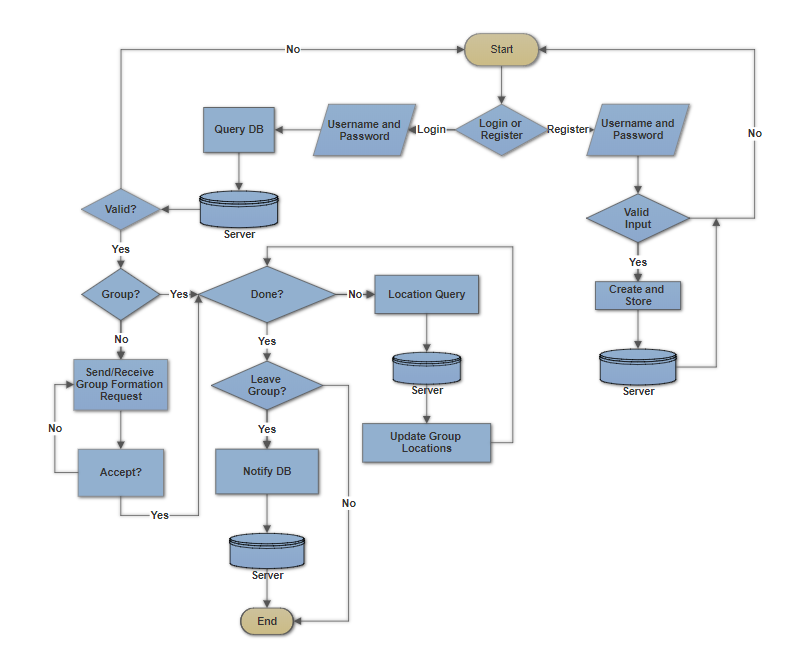 No
Start
Login or
Register
Login
Register
Username and
Password
Query DB
Username and
Password
No
Valid?
Server
Valid
Input
Yes
Yes
Group?
Yes
Done?
No
Location Query
Create and
Store
No
Yes
Server
Server
Send/Receive
Group Formation
Request
Leave
Group?
No
Yes
Update Group
Locations
Accept?
Notify DB
No
Yes
Server
End